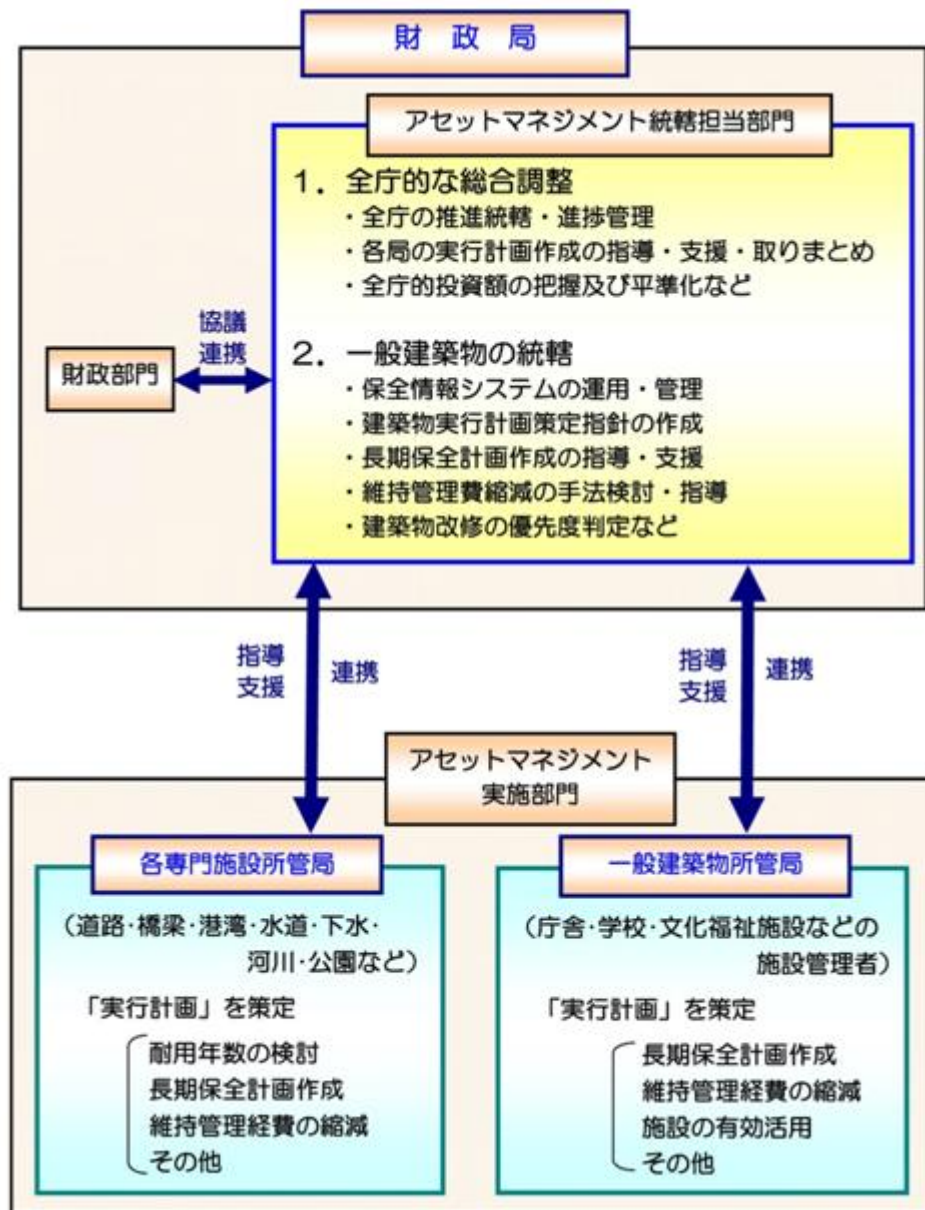 財 政 局
アセットマネジメント統轄担当部門
1．全庁的な総合調整
・全庁の推進統轄・進捗管理
・各局の実行計画作成の指導・支援・取りまとめ
・全庁的投資額の把握及び平準化など
協議
連携
財政部門
2．一般建築物の統轄
・保全情報システムの運用・管理
・建築物実行計画策定指針の作成
・長期保全計画作成の指導・支援
・維持管理費縮減の手法検討・指導
・建築物改修の優先度判定など
指導
支援
連携
指導
支援
連携
アセットマネジメント
実施部門
各専門施設所管局
（道路・橋梁・港湾・水道・下水・
河川・公園など）
「実行計画」を策定
耐用年数の検討
長期保全計画作成
維持管理経費の縮減
その他
一般建築物所管局
（庁舎・学校・文化福祉施設などの
施設管理者）
「実行計画」を策定
長期保全計画作成
維持管理経費の縮減
施設の有効活用
その他